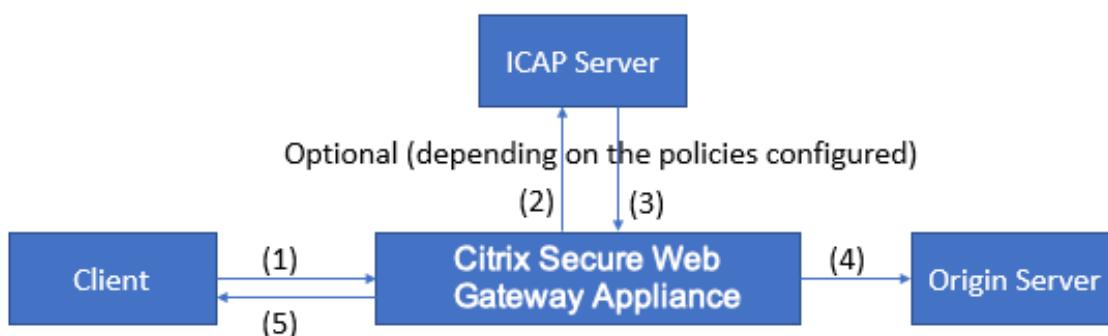 ICAP Server
Optional (depending on the policies configured)
(2)
(3)
Client
(1)
(5)
Citrix Secure Web
Gateway Appliance
(4)
Origin Server